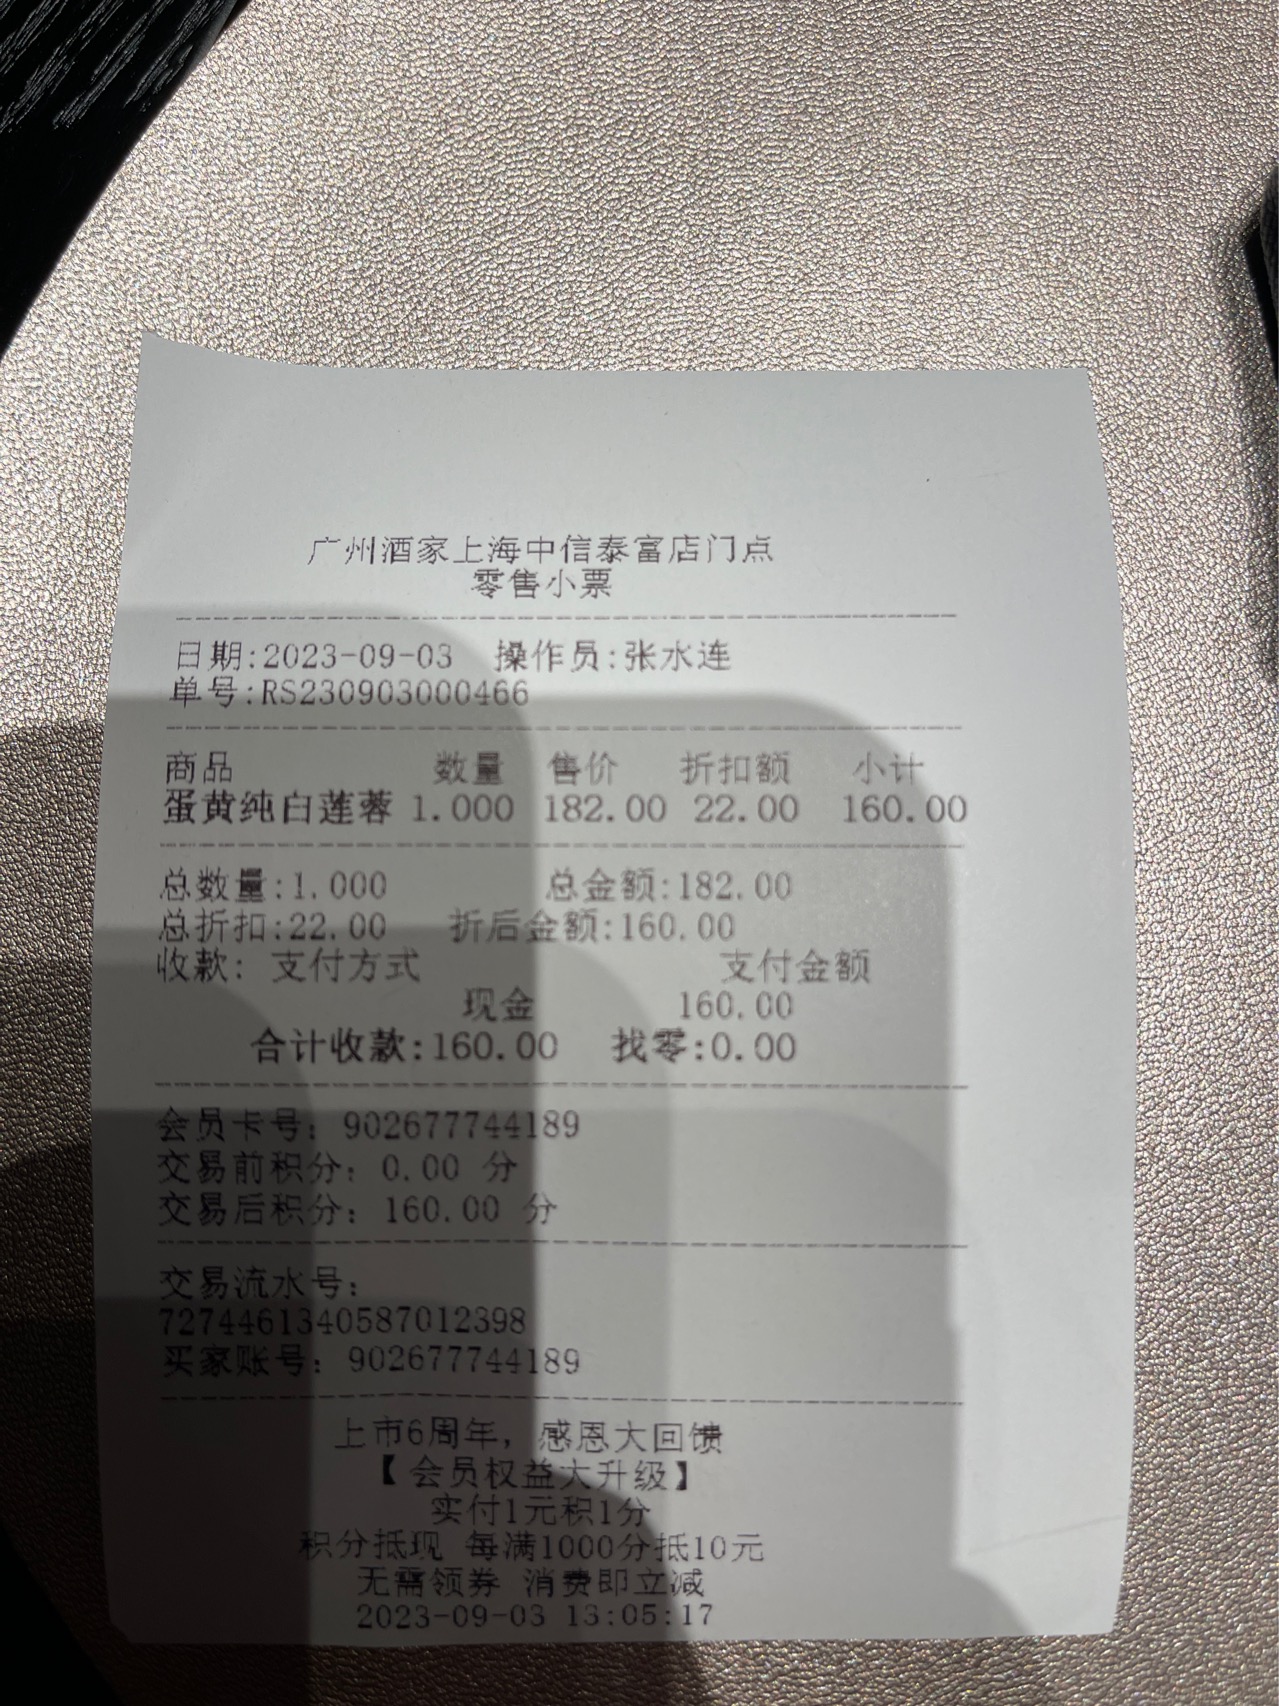 广州酒家上海中信泰富店门点
零售小票
日期:2023-09-03 操作员:张水连
单号:RS230903000466
商品 数量 售价 折扣额 小计
蛋黄纯白莲蓉 1.000 182.00 22.00 160.00
总数量:1.000 总金额:182.00
总折扣:22.00 折后金额:160.00
收款: 支付方式 支付金额
现金 160.00
合计收款:160.00 找零:0.00
会员卡号: 902677744189
交易前积分: 0.00 分
交易后积分: 160.00 分
交易流水号:
7274461340587012398
买家账号: 902677744189
上市6周年，感恩大回馈
【会员权益大升级】
实付1元积1分
积分抵现 每满1000分抵10元
无需领券 消费即立减
2023-09-03 13:05:17